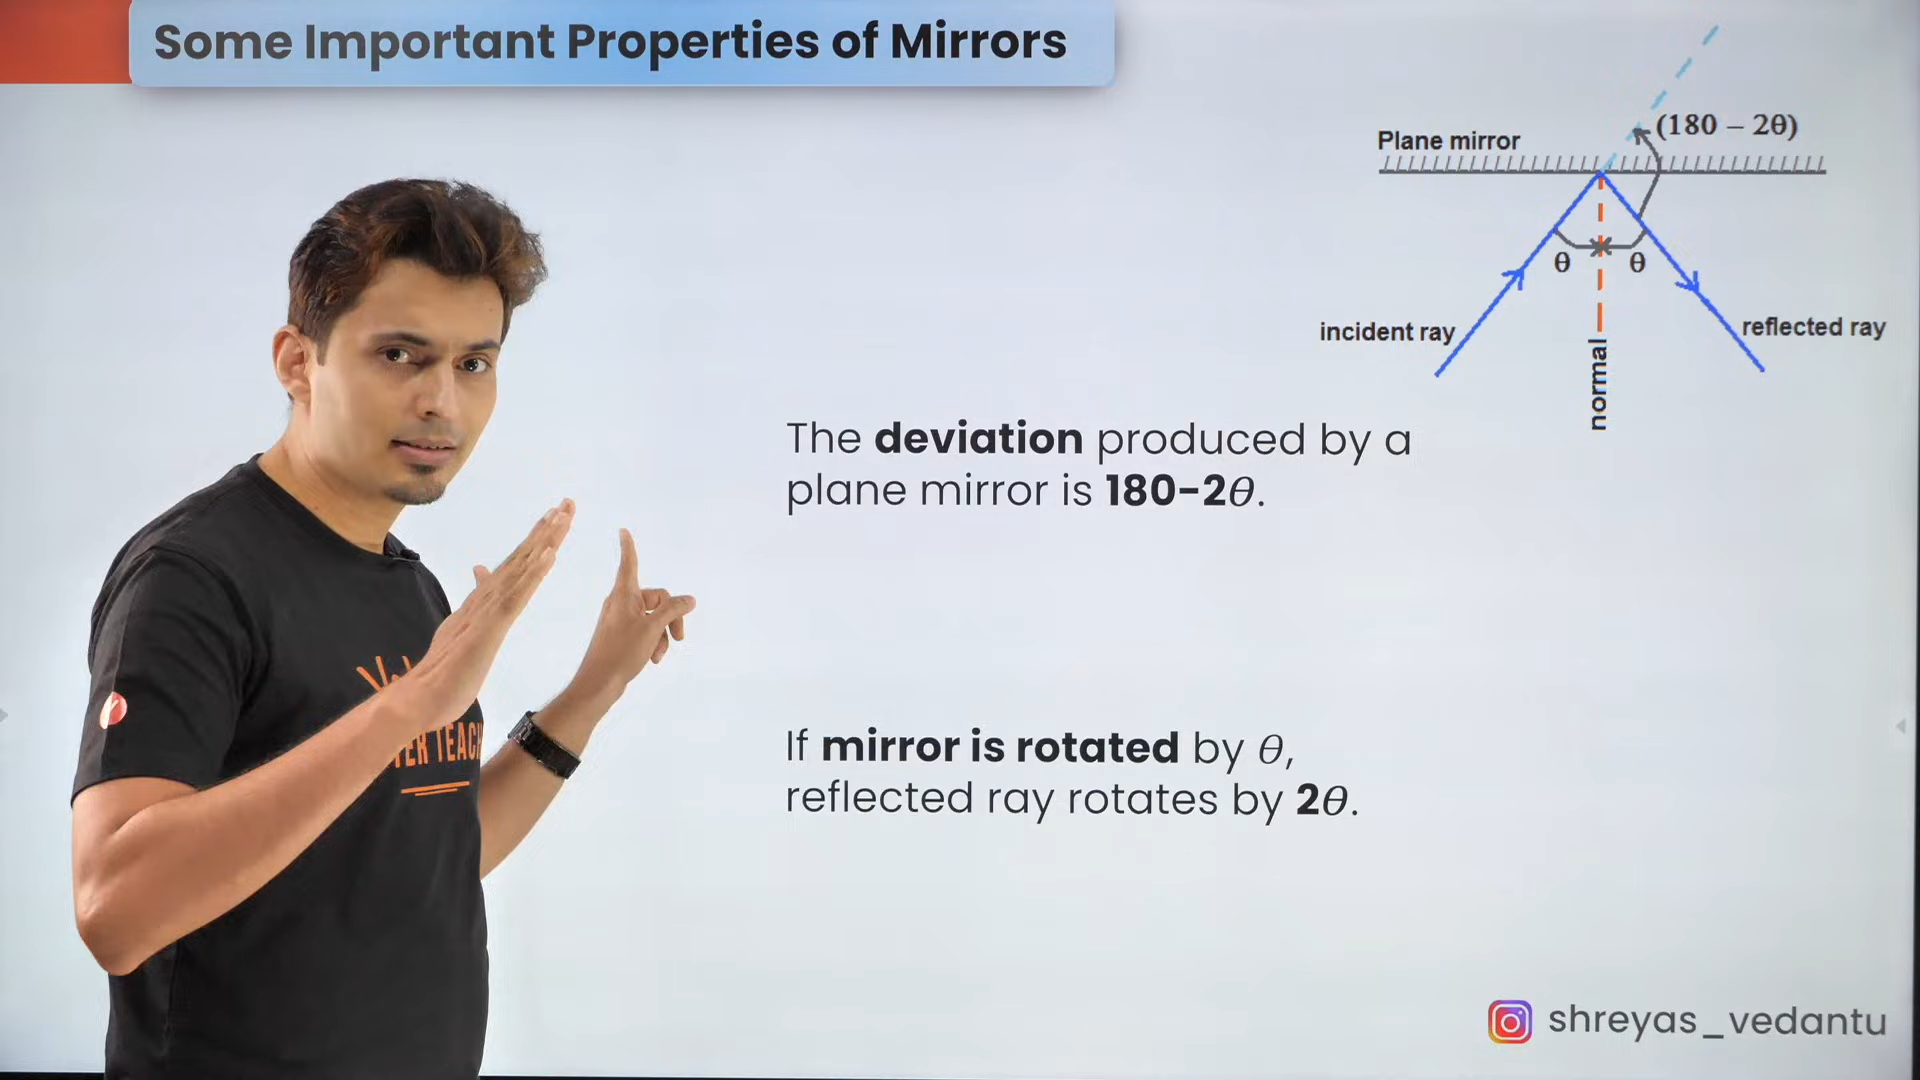 Some Important Properties of Mirrors
(180 – 2θ)
Plane mirror
θ θ
incident ray
reflected ray
normal
The deviation produced by a
plane mirror is 180-2θ.
TEACH
If mirror is rotated by θ,
reflected ray rotates by 2θ.
shreyas_vedantu